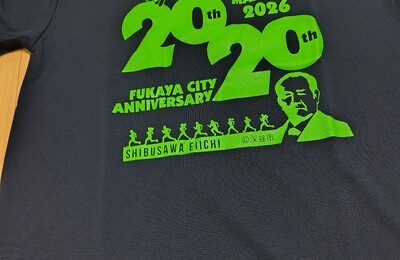 20th
2026
20th
FUKAYA CITY
ANNIVERSARY
SHIBUSAWA EIICHI
©深谷市